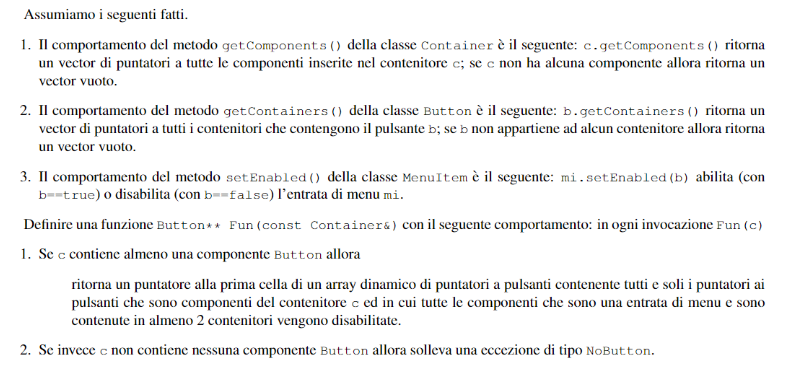 Assumiamo i seguenti fatti.
1. Il comportamento del metodo getComponents() della classe Container è il seguente: c.getComponents() ritorna
un vector di puntatori a tutte le componenti inserite nel contenitore c; se c non ha alcuna componente allora ritorna un
vector vuoto.
2. Il comportamento del metodo getContainers() della classe Button è il seguente: b.getContainers() ritorna un
vector di puntatori a tutti i contenitori che contengono il pulsante b; se b non appartiene ad alcun contenitore allora ritorna
un vector vuoto.
3. Il comportamento del metodo setEnabled() della classe MenuItem è il seguente: mi.setEnabled(b) abilita (con
b==true) o disabilita (con b==false) l'entrata di menu mi.
Definire una funzione Button** Fun(const Container&) con il seguente comportamento: in ogni invocazione Fun(c)
1. Se c contiene almeno una componente Button allora
ritorna un puntatore alla prima cella di un array dinamico di puntatori a pulsanti contenente tutti e soli i puntatori ai
pulsanti che sono componenti del contenitore c ed in cui tutte le componenti che sono una entrata di menu e sono
contenute in almeno 2 contenitori vengono disabilitate.
2. Se invece c non contiene nessuna componente Button allora solleva una eccezione di tipo NoButton.